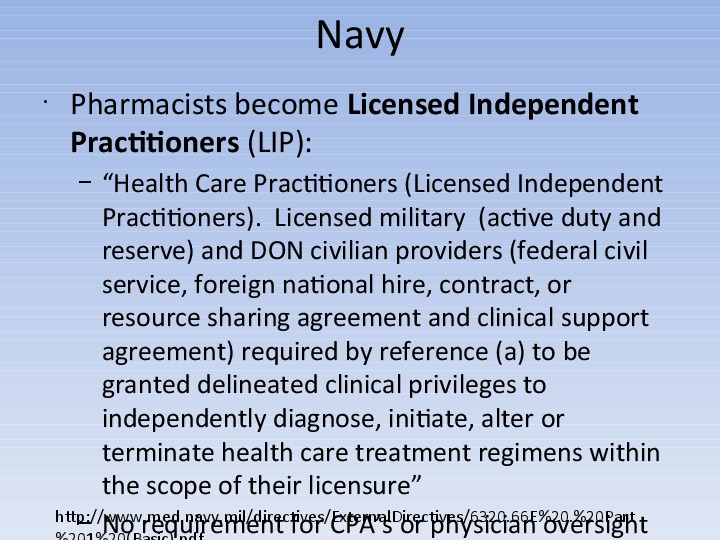 Navy
· Pharmacists become Licensed Independent
Practitioners (LIP):
– “Health Care Practitioners (Licensed Independent
Practitioners).  Licensed military  (active duty and
reserve) and DON civilian providers (federal civil
service, foreign national hire, contract, or
resource sharing agreement and clinical support
agreement) required by reference (a) to be
granted delineated clinical privileges to
independently diagnose, initiate, alter or
terminate health care treatment regimens within
the scope of their licensure”
http://www.med.navy.mil/directives/ExternalDirectives/6320.66E%20,%20Part
– No requirement for CPA’s or physician oversight
%201%20(Basic).pdf